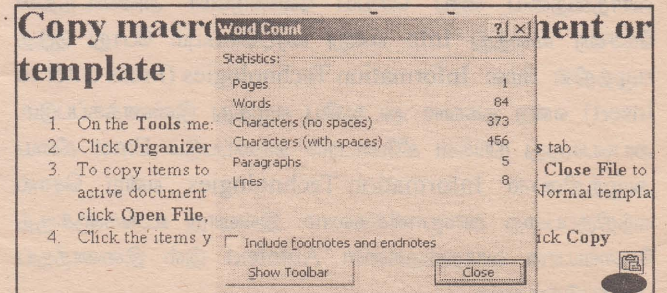 Copy macro
ment or
template
Word Count
Statistics:
Pages 1
Words 84
Characters (no spaces) 373
Characters (with spaces) 456
Paragraphs 5
Lines 8
Include footnotes and endnotes
Show Toolbar Close
1. On the Tools me
2. Click Organizer s tab.
3. To copy items to Close File to
active document Normal templa
click Open File,
4. Click the items y ick Copy